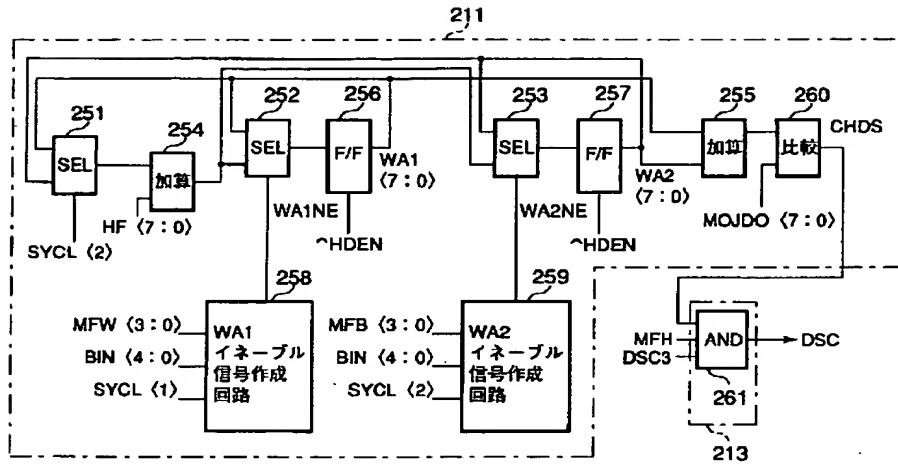 211
251
SEL
254
加算
HF 〈7:0〉
SYCL 〈2〉
252
SEL
256
F/F
WA1
〈7:0〉
WA1NE
^HDEN
253
SEL
257
F/F
WA2
〈7:0〉
WA2NE
^HDEN
255
加算
260
比較
CHDS
MOJDO 〈7:0〉
258
MFW 〈3:0〉
BIN 〈4:0〉
SYCL 〈1〉
WA1
イネーブル
信号作成
回路
259
MFB 〈3:0〉
BIN 〈4:0〉
SYCL 〈2〉
WA2
イネーブル
信号作成
回路
MFH
DSC3
AND
DSC
261
213